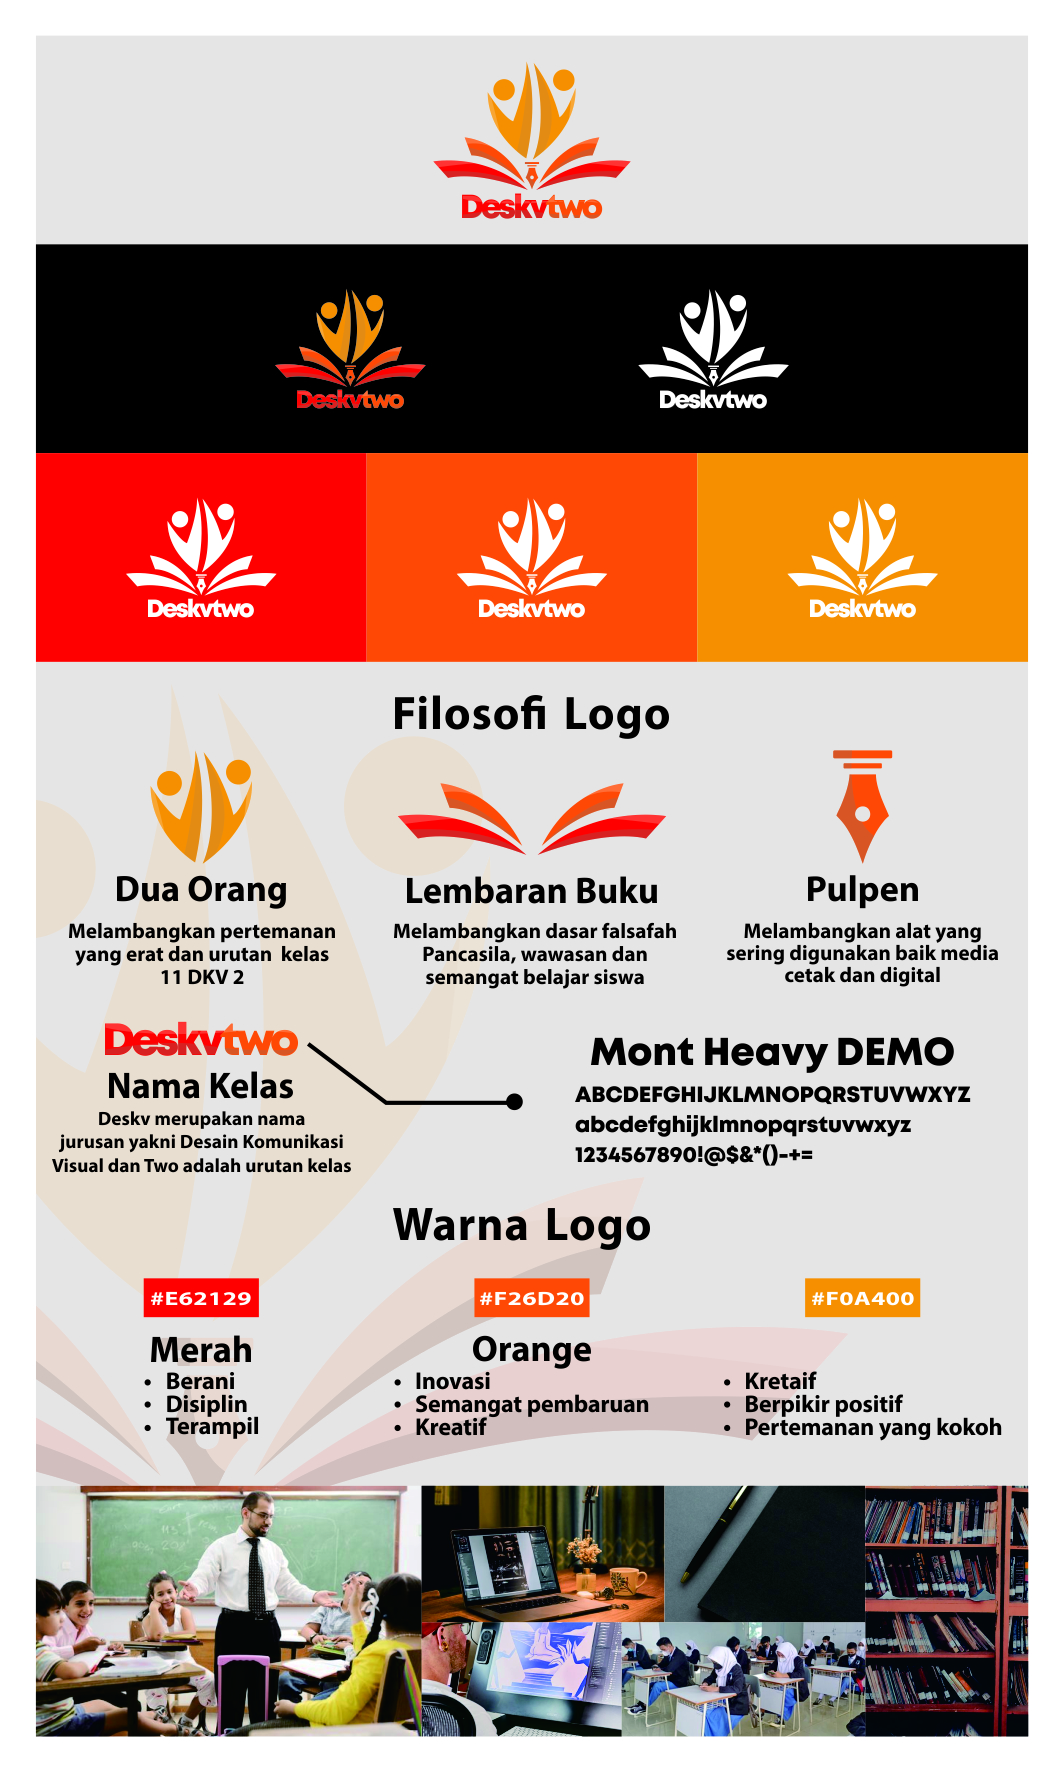 Deskvtwo
Deskvtwo
Deskvtwo
Deskvtwo
Deskvtwo
Deskvtwo
Filosofi Logo
Dua Orang
Melambangkan pertemanan
yang erat dan urutan kelas
11 DKV 2
Lembaran Buku
Melambangkan dasar falsafah
Pancasila, wawasan dan
semangat belajar siswa
Pulpen
Melambangkan alat yang
sering digunakan baik media
cetak dan digital
Deskvtwo
Nama Kelas
Deskv merupakan nama
jurusan yakni Desain Komunikasi
Visual dan Two adalah urutan kelas
Mont Heavy DEMO
ABCDEFGHIJKLMNOPQRSTUVWXYZ
abcdefghijklmnopqrstuvwxyz
1234567890!@$&*()-+=
Warna Logo
#E62129
Merah
• Berani
• Disiplin
• Terampil
#F26D20
Orange
• Inovasi
• Semangat pembaruan
• Kreatif
#F0A400
• Kretaif
• Berpikir positif
• Pertemanan yang kokoh